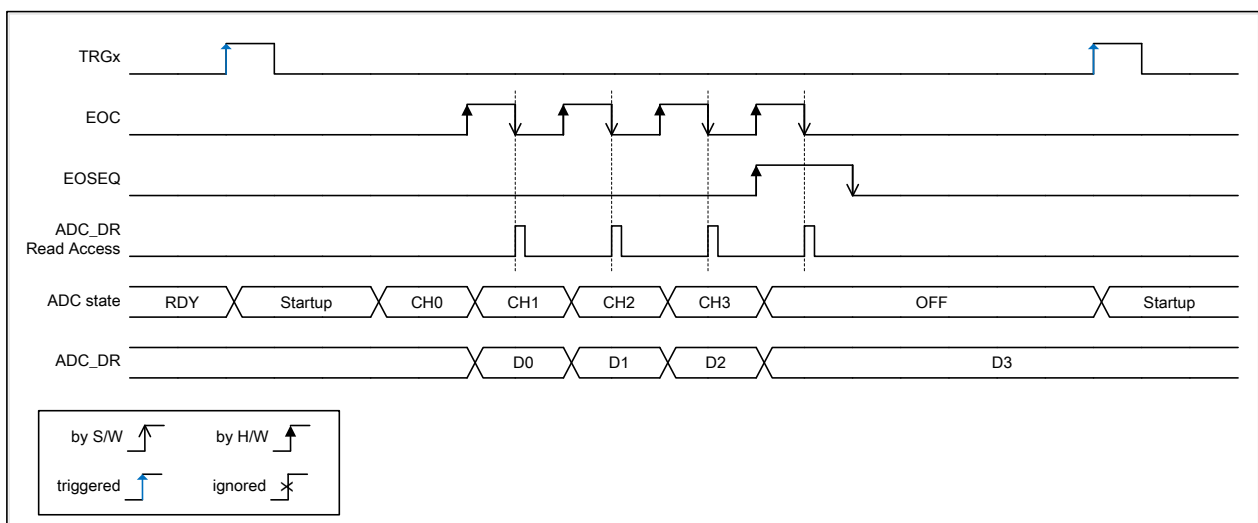 TRGx
EOC
EOSEQ
ADC_DR
Read Access
ADC state RDY Startup CH0 CH1 CH2 CH3 OFF Startup
ADC_DR D0 D1 D2 D3
by S/W by H/W
triggered ignored